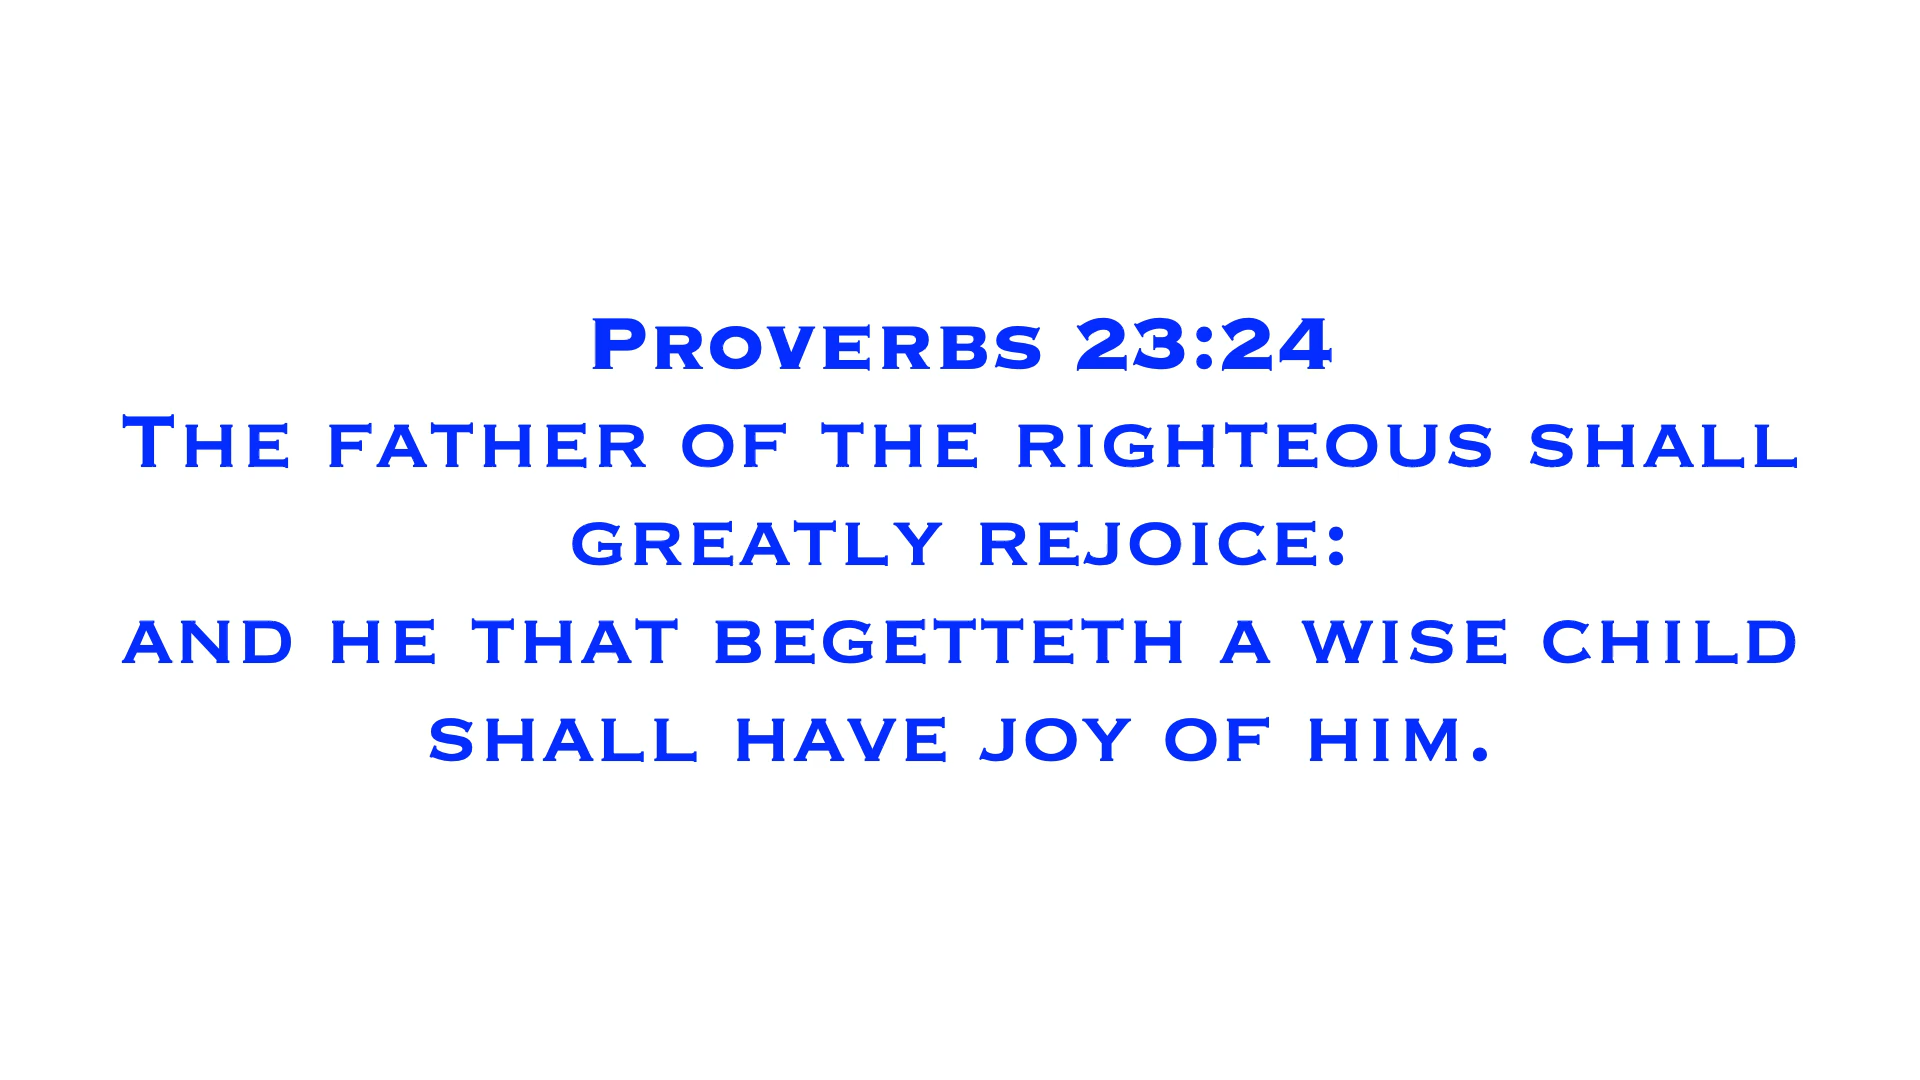 Proverbs 23:24
The father of the righteous shall
greatly rejoice:
and he that begetteth a wise child
shall have joy of him.